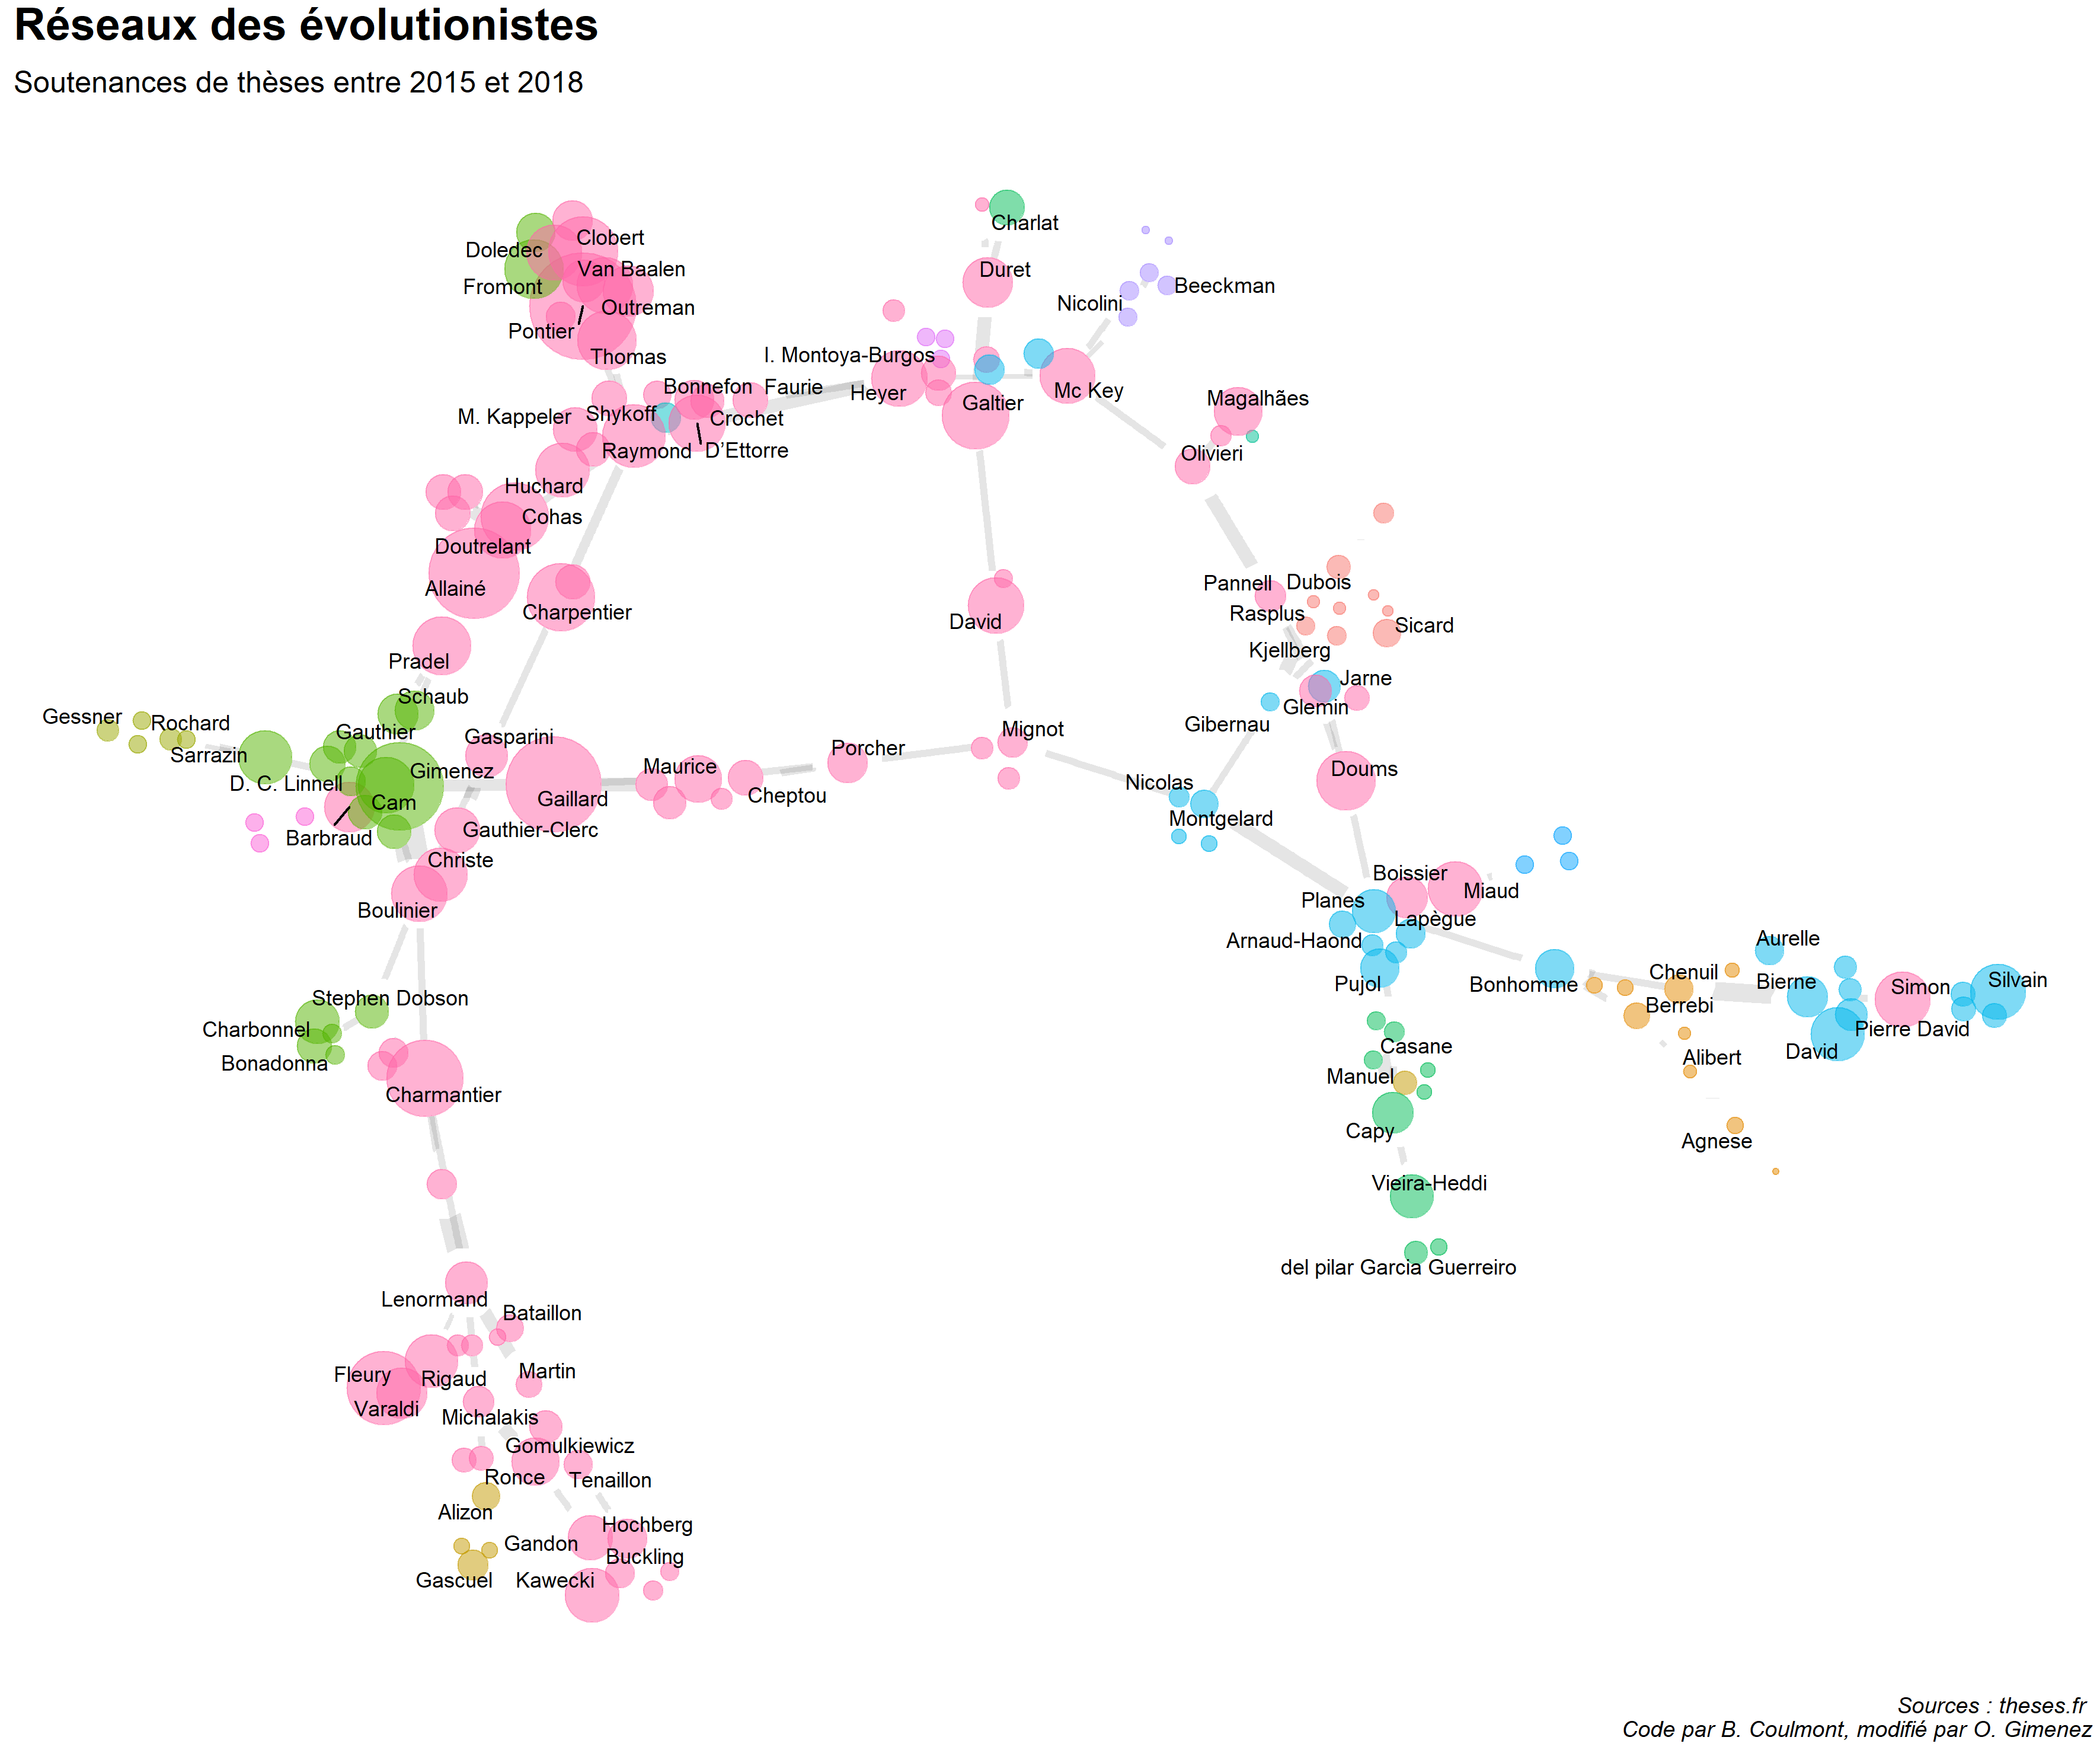 Réseaux des évolutionistes
Soutenances de thèses entre 2015 et 2018
Charlat
Clobert
Doledec
Van Baalen
Duret
Fromont
Beeckman
Nicolini
Outreman
Pontier
Thomas
I. Montoya-Burgos
Bonnefon
Faurie
Heyer
Mc Key
Magalhães
Galtier
M. Kappeler
Shykoff
Crochet
Raymond
D'Ettorre
Olivieri
Huchard
Cohas
Doutrelant
Allainé
Pannell
Dubois
Charpentier
Rasplus
David
Sicard
Kjellberg
Pradel
Jarne
Schaub
Glemin
Gessner
Rochard
Gibernau
Gauthier
Mignot
Gasparini
Porcher
Sarrazin
Maurice
Doums
Gimenez
D. C. Linnell
Nicolas
Cam
Gaillard
Cheptou
Montgelard
Gauthier-Clerc
Barbraud
Christe
Boissier
Miaud
Planes
Boulinier
Lapègue
Arnaud-Haond
Aurelle
Chenuil
Pujol
Bonhomme
Bierne
Simon
Silvain
Stephen Dobson
Berrebi
Charbonnel
Pierre David
Casane
David
Alibert
Bonadonna
Manuel
Charmantier
Capy
Agnese
Vieira-Heddi
del pilar Garcia Guerreiro
Lenormand
Bataillon
Fleury
Rigaud
Martin
Varaldi
Michalakis
Gomulkiewicz
Ronce
Tenaillon
Alizon
Hochberg
Gandon
Buckling
Gascuel
Kawecki
Sources : theses.fr
Code par B. Coulmont, modifié par O. Gimenez